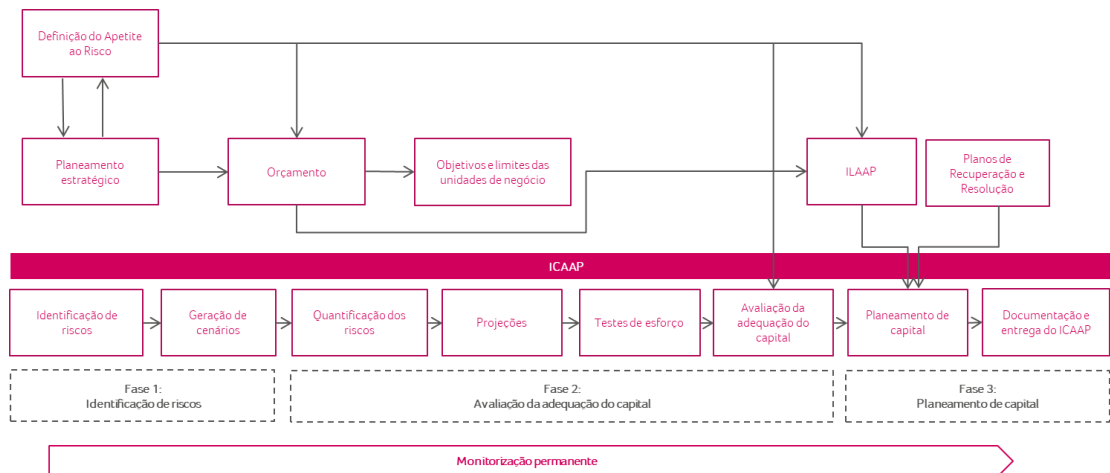 Definição do Apetite
ao Risco
Planeamento
estratégico
Orçamento
Objetivos e limites das
unidades de negócio
ILAAP
Planos de
Recuperação e
Resolução
ICAAP
Identificação de
riscos
Geração de
cenários
Quantificação dos
riscos
Projeções
Testes de esforço
Avaliação da
adequação do
capital
Planeamento de
capital
Documentação e
entrega do ICAAP
Fase 1:
Identificação de riscos
Fase 2:
Avaliação da adequação do capital
Fase 3:
Planeamento de capital
Monitorização permanente